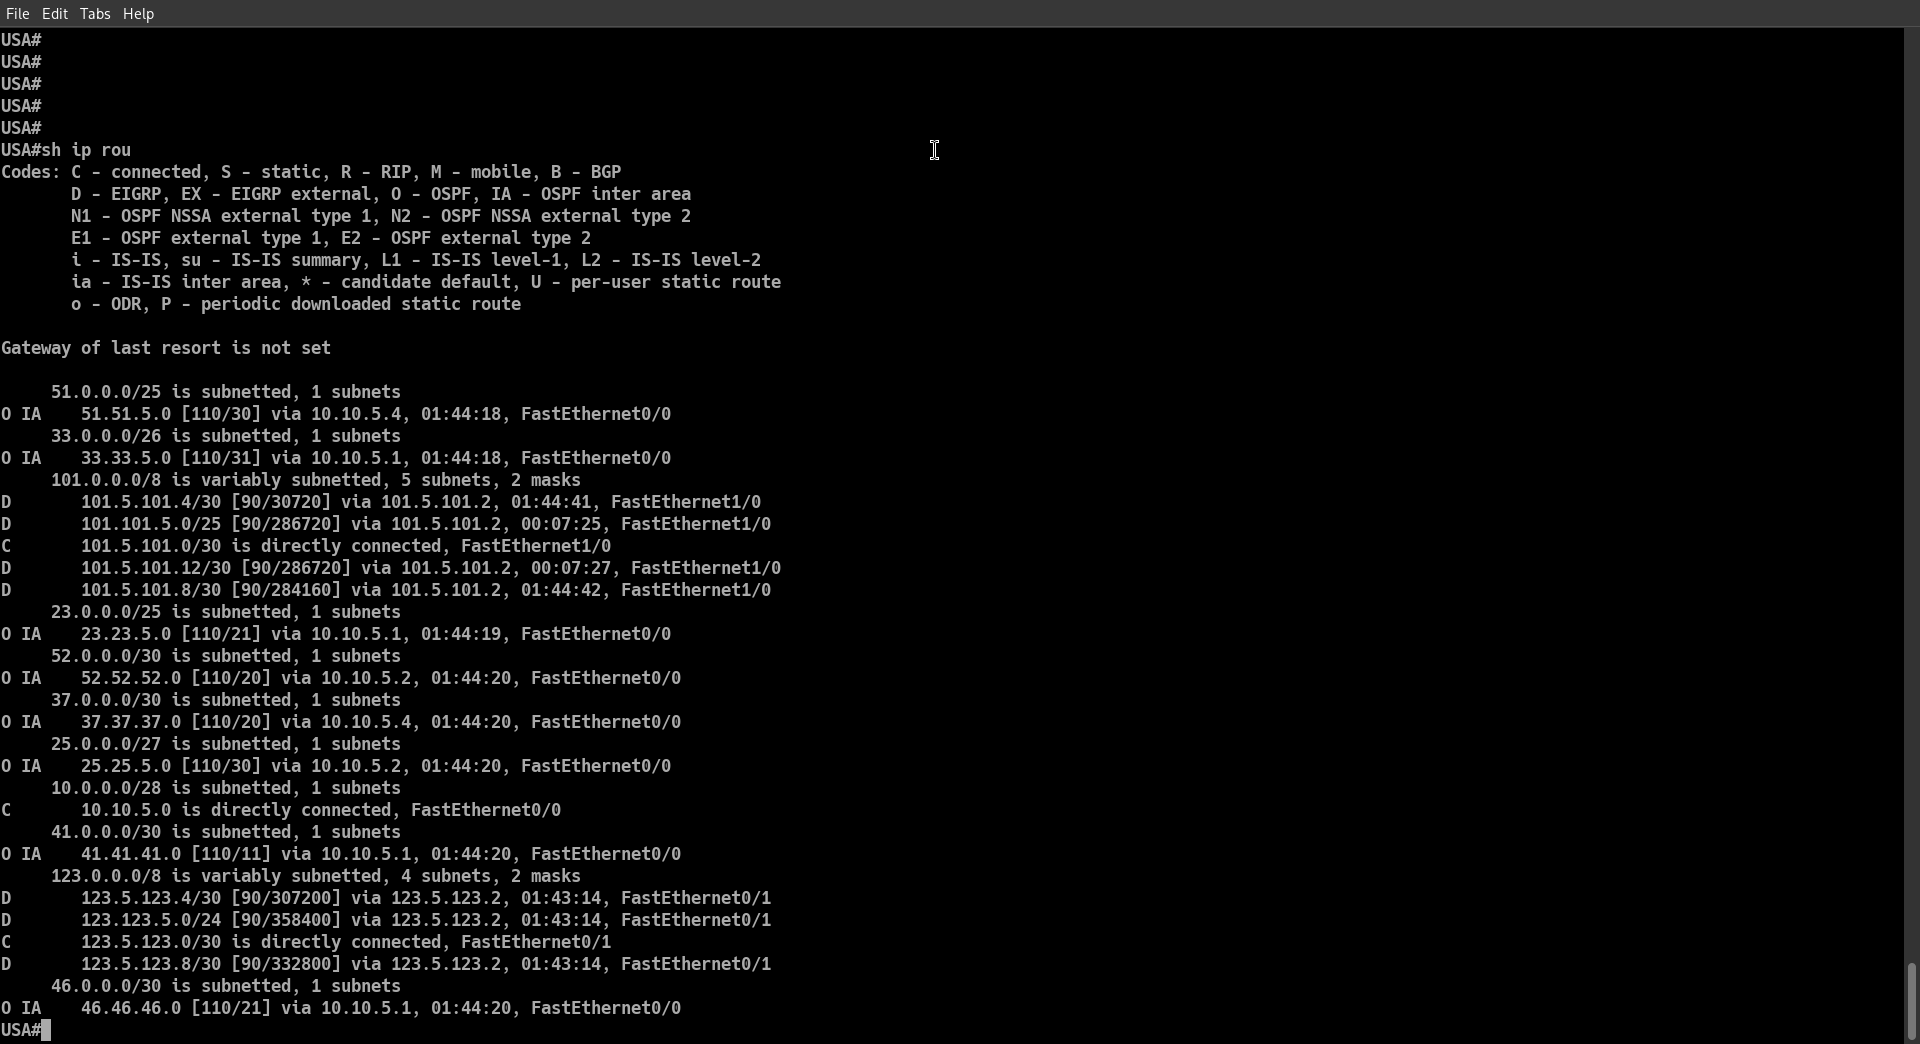 File Edit Tabs Help
USA#
USA#
USA#
USA#
USA#
USA#sh ip rou
Codes: C - connected, S - static, R - RIP, M - mobile, B - BGP
       D - EIGRP, EX - EIGRP external, O - OSPF, IA - OSPF inter area
       N1 - OSPF NSSA external type 1, N2 - OSPF NSSA external type 2
       E1 - OSPF external type 1, E2 - OSPF external type 2
       i - IS-IS, su - IS-IS summary, L1 - IS-IS level-1, L2 - IS-IS level-2
       ia - IS-IS inter area, * - candidate default, U - per-user static route
       o - ODR, P - periodic downloaded static route

Gateway of last resort is not set

     51.0.0.0/25 is subnetted, 1 subnets
O IA    51.51.5.0 [110/30] via 10.10.5.4, 01:44:18, FastEthernet0/0
     33.0.0.0/26 is subnetted, 1 subnets
O IA    33.33.5.0 [110/31] via 10.10.5.1, 01:44:18, FastEthernet0/0
     101.0.0.0/8 is variably subnetted, 5 subnets, 2 masks
D       101.5.101.4/30 [90/30720] via 101.5.101.2, 01:44:41, FastEthernet1/0
D       101.101.5.0/25 [90/286720] via 101.5.101.2, 00:07:25, FastEthernet1/0
C       101.5.101.0/30 is directly connected, FastEthernet1/0
D       101.5.101.12/30 [90/286720] via 101.5.101.2, 00:07:27, FastEthernet1/0
D       101.5.101.8/30 [90/284160] via 101.5.101.2, 01:44:42, FastEthernet1/0
     23.0.0.0/25 is subnetted, 1 subnets
O IA    23.23.5.0 [110/21] via 10.10.5.1, 01:44:19, FastEthernet0/0
     52.0.0.0/30 is subnetted, 1 subnets
O IA    52.52.52.0 [110/20] via 10.10.5.2, 01:44:20, FastEthernet0/0
     37.0.0.0/30 is subnetted, 1 subnets
O IA    37.37.37.0 [110/20] via 10.10.5.4, 01:44:20, FastEthernet0/0
     25.0.0.0/27 is subnetted, 1 subnets
O IA    25.25.5.0 [110/30] via 10.10.5.2, 01:44:20, FastEthernet0/0
     10.0.0.0/28 is subnetted, 1 subnets
C       10.10.5.0 is directly connected, FastEthernet0/0
     41.0.0.0/30 is subnetted, 1 subnets
O IA    41.41.41.0 [110/11] via 10.10.5.1, 01:44:20, FastEthernet0/0
     123.0.0.0/8 is variably subnetted, 4 subnets, 2 masks
D       123.5.123.4/30 [90/307200] via 123.5.123.2, 01:43:14, FastEthernet0/1
D       123.123.5.0/24 [90/358400] via 123.5.123.2, 01:43:14, FastEthernet0/1
C       123.5.123.0/30 is directly connected, FastEthernet0/1
D       123.5.123.8/30 [90/332800] via 123.5.123.2, 01:43:14, FastEthernet0/1
     46.0.0.0/30 is subnetted, 1 subnets
O IA    46.46.46.0 [110/21] via 10.10.5.1, 01:44:20, FastEthernet0/0
USA#